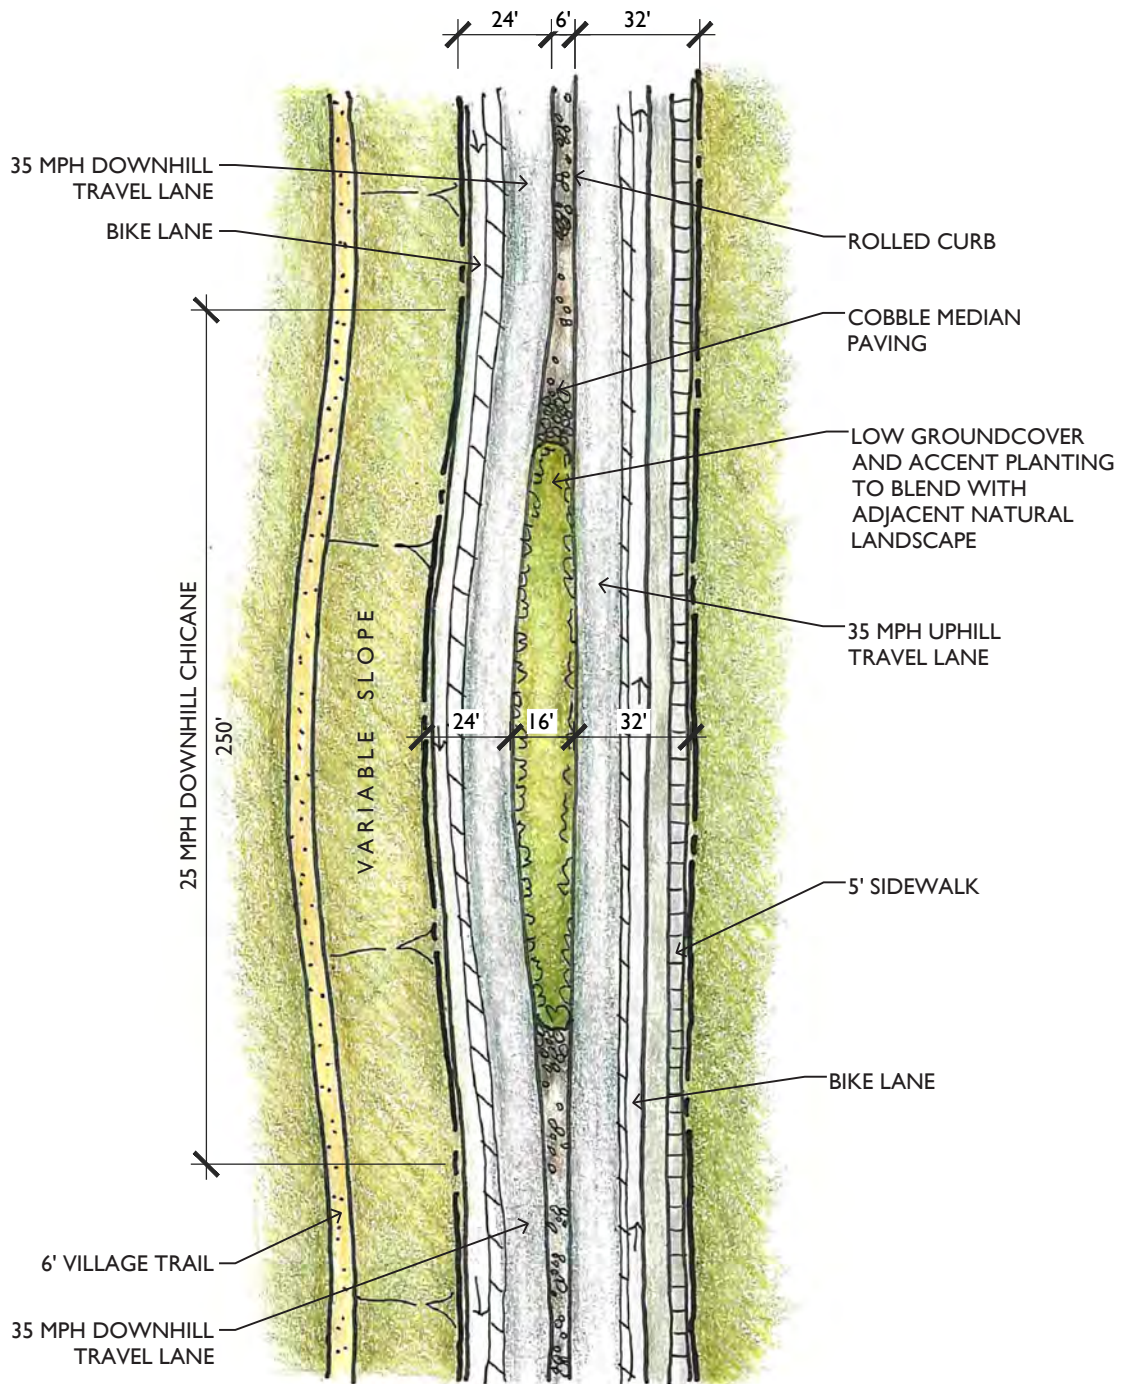 24'
6'
32'
35 MPH DOWNHILL
TRAVEL LANE
BIKE LANE
ROLLED CURB
COBBLE MEDIAN
PAVING
LOW GROUNDCOVER
AND ACCENT PLANTING
TO BLEND WITH
ADJACENT NATURAL
LANDSCAPE
25 MPH DOWNHILL CHICANE
250'
VARIABLE SLOPE
35 MPH UPHILL
TRAVEL LANE
24'
16'
32'
5' SIDEWALK
BIKE LANE
6' VILLAGE TRAIL
35 MPH DOWNHILL
TRAVEL LANE